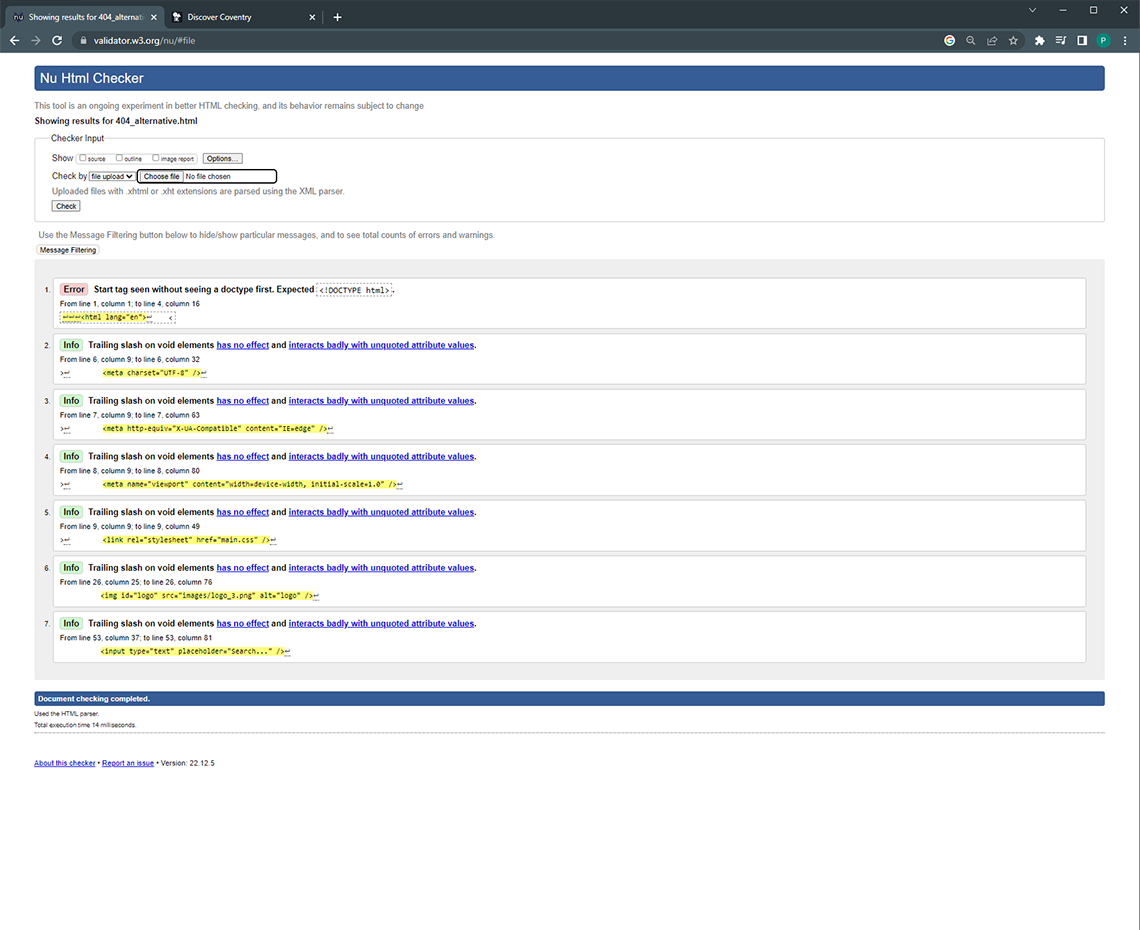 Showing results for 404_alternati
Discover Coventry
validator.w3.org/nu/#file
P
Nu Html Checker
This tool is an ongoing experiment in better HTML checking, and its behavior remains subject to change
Showing results for 404_alternative.html
Checker Input
Show source outline image report Options...
Check by file upload Choose file No file chosen
Uploaded files with .xhtml or .xht extensions are parsed using the XML parser.
Check
Use the Message Filtering button below to hide/show particular messages, and to see total counts of errors and warnings.
Message Filtering
1. Error Start tag seen without seeing a doctype first. Expected <!DOCTYPE html>.
From line 1, column 1; to line 4, column 16
↩↩↩<html lang="en">↩ <
2. Info Trailing slash on void elements has no effect and interacts badly with unquoted attribute values.
From line 6, column 9; to line 6, column 32
>↩ <meta charset="UTF-8" />↩
3. Info Trailing slash on void elements has no effect and interacts badly with unquoted attribute values.
From line 7, column 9; to line 7, column 63
>↩ <meta http-equiv="X-UA-Compatible" content="IE=edge" />↩
4. Info Trailing slash on void elements has no effect and interacts badly with unquoted attribute values.
From line 8, column 9; to line 8, column 80
>↩ <meta name="viewport" content="width=device-width, initial-scale=1.0" />↩
5. Info Trailing slash on void elements has no effect and interacts badly with unquoted attribute values.
From line 9, column 9; to line 9, column 49
>↩ <link rel="stylesheet" href="main.css" />↩
6. Info Trailing slash on void elements has no effect and interacts badly with unquoted attribute values.
From line 26, column 25; to line 26, column 76
<img id="logo" src="images/logo_3.png" alt="logo" />↩
7. Info Trailing slash on void elements has no effect and interacts badly with unquoted attribute values.
From line 53, column 37; to line 53, column 81
<input type="text" placeholder="Search..." />↩
Document checking completed.
Used the HTML parser.
Total execution time 14 milliseconds.
About this checker • Report an issue • Version: 22.12.5